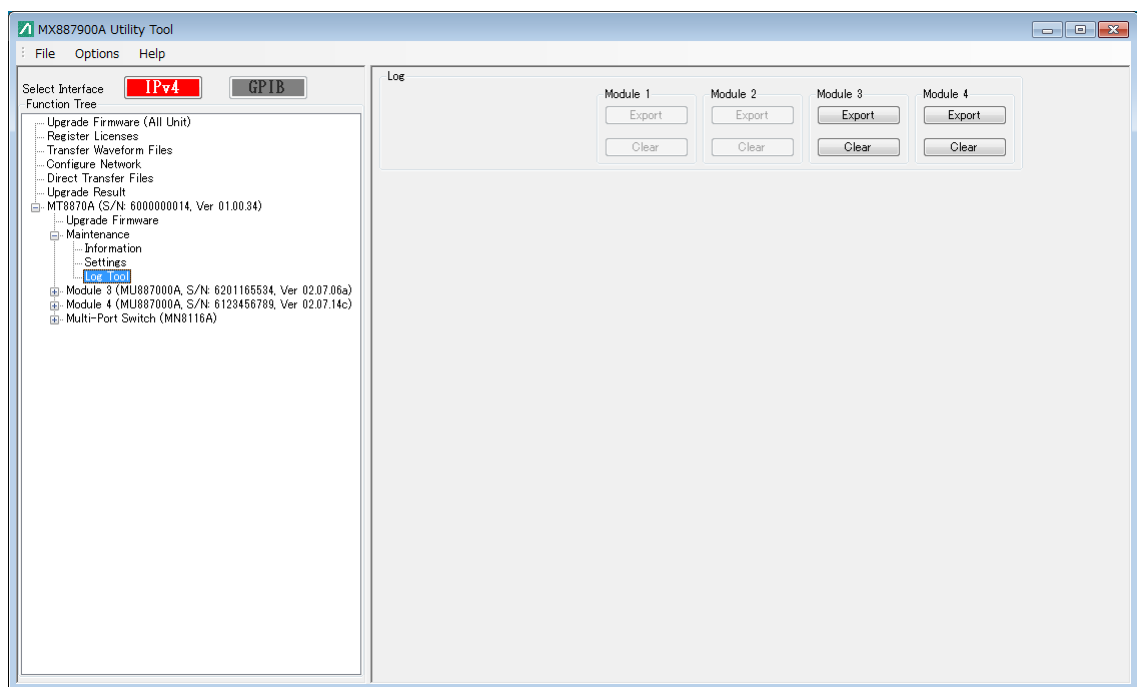 MX887900A Utility Tool
File Options Help
Select Interface IPv4 GPIB
Function Tree
Upgrade Firmware (All Unit)
Register Licenses
Transfer Waveform Files
Configure Network
Direct Transfer Files
Upgrade Result
MT8870A (S/N: 6000000014, Ver 01.00.34)
Upgrade Firmware
Maintenance
Information
Settings
Log Tool
Module 3 (MU887000A, S/N: 6201165534, Ver 02.07.06a)
Module 4 (MU887000A, S/N: 6123456789, Ver 02.07.14c)
Multi-Port Switch (MN8116A)
Log
Module 1 Module 2 Module 3 Module 4
Export Export Export Export
Clear Clear Clear Clear